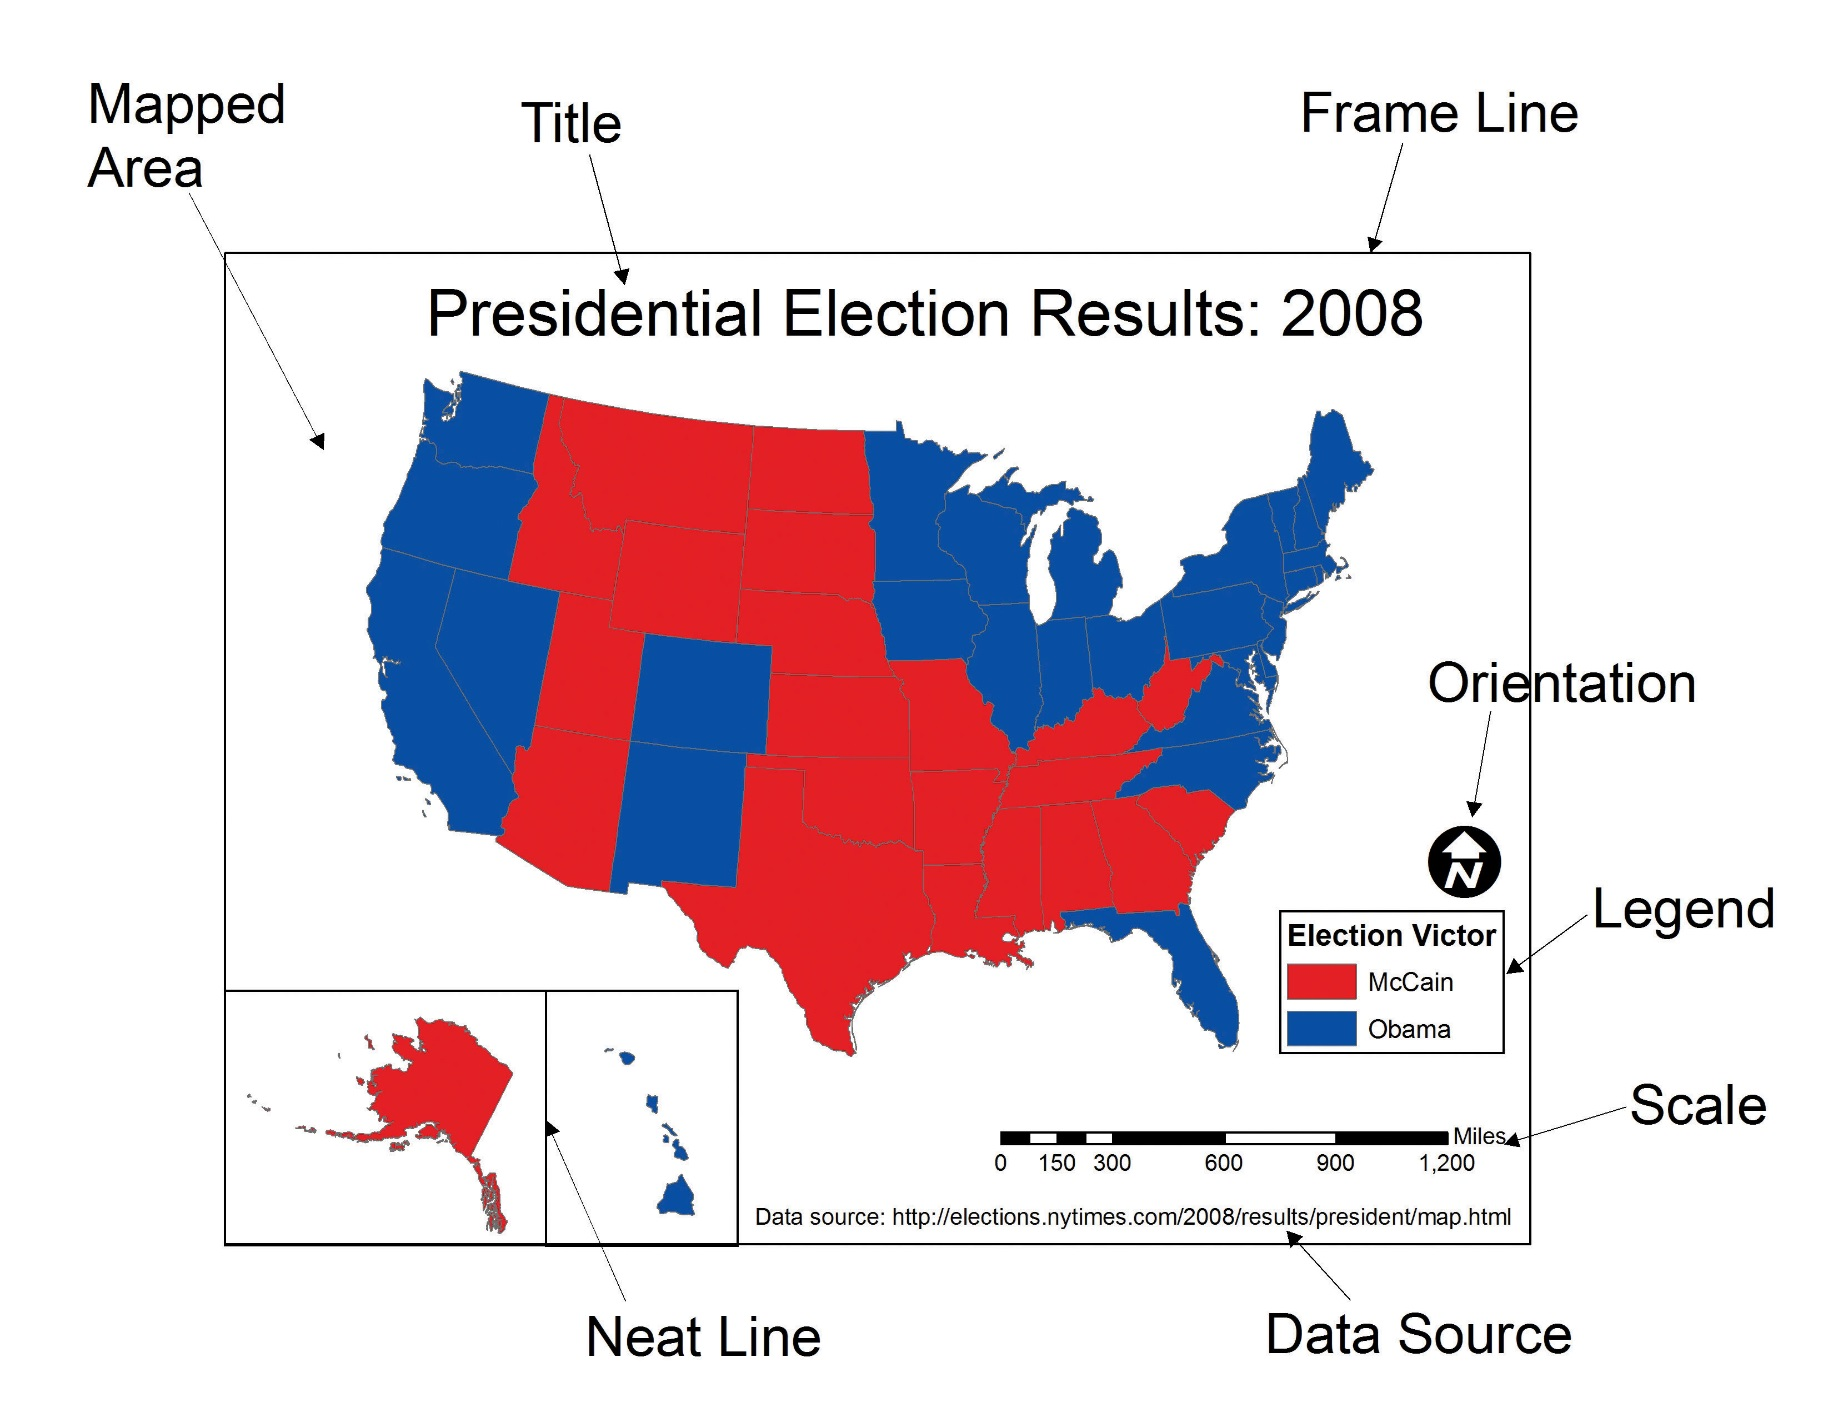 Mapped
Area
Title
Frame Line
Presidential Election Results: 2008
Orientation
N
Legend
Election Victor
McCain
Obama
Scale
Miles
0 150 300 600 900 1,200
Data source: http://elections.nytimes.com/2008/results/president/map.html
Neat Line
Data Source